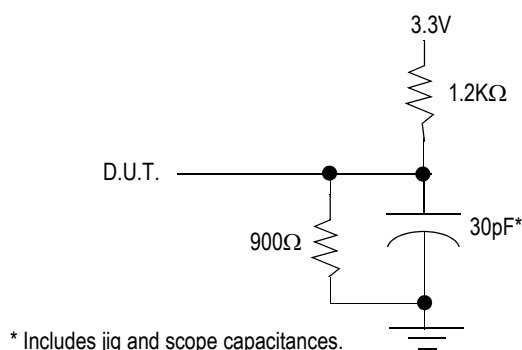 3.3V
1.2KΩ
D.U.T.
30pF*
900Ω
* Includes jig and scope capacitances.